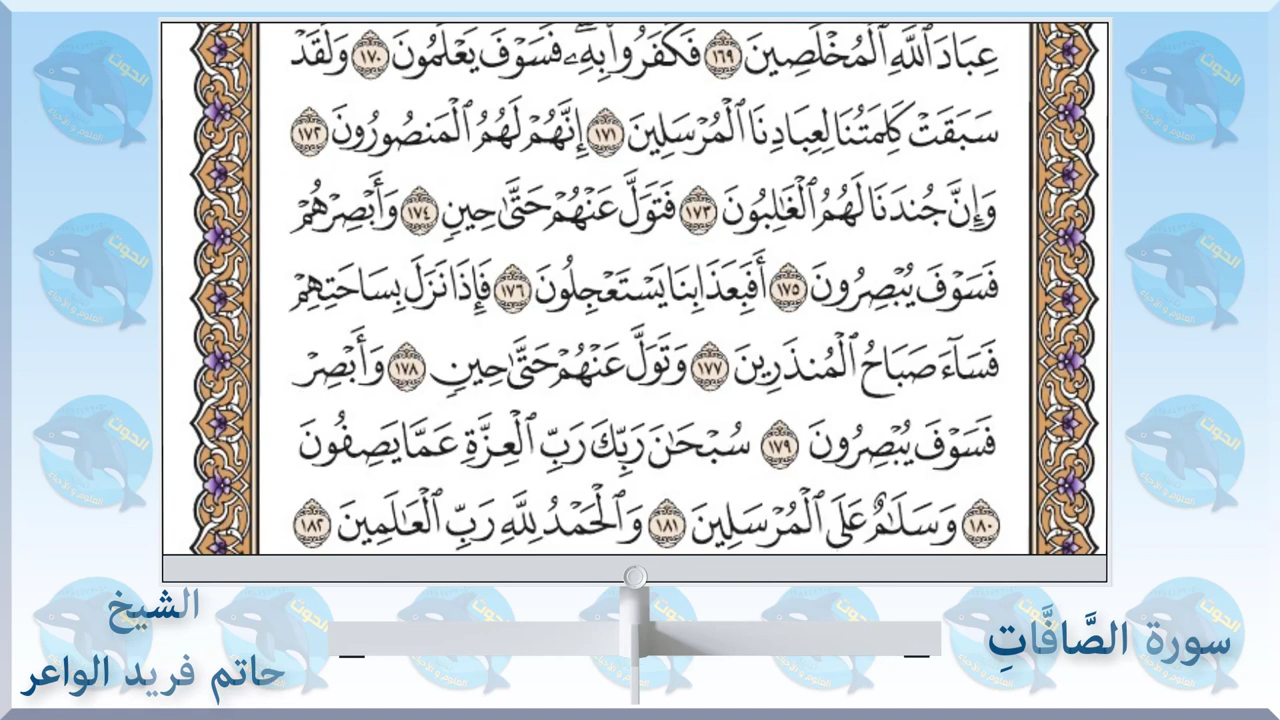 عِبَادَ ٱللَّهِ ٱلْمُخْلَصِينَ ١٦٩ فَكَفَرُوا۟ بِهِۦ فَسَوْفَ يَعْلَمُونَ ١٧٠ وَلَقَدْ
سَبَقَتْ كَلِمَتُنَا لِعِبَادِنَا ٱلْمُرْسَلِينَ ١٧١ إِنَّهُمْ لَهُمُ ٱلْمَنصُورُونَ ١٧٢
وَإِنَّ جُندَنَا لَهُمُ ٱلْغَٰلِبُونَ ١٧٣ فَتَوَلَّ عَنْهُمْ حَتَّىٰ حِينٍ ١٧٤ وَأَبْصِرْهُمْ
فَسَوْفَ يُبْصِرُونَ ١٧٥ أَفَبِعَذَابِنَا يَسْتَعْجِلُونَ ١٧٦ فَإِذَا نَزَلَ بِسَاحَتِهِمْ
فَسَآءَ صَبَاحُ ٱلْمُنذَرِينَ ١٧٧ وَتَوَلَّ عَنْهُمْ حَتَّىٰ حِينٍ ١٧٨ وَأَبْصِرْ
فَسَوْفَ يُبْصِرُونَ ١٧٩ سُبْحَٰنَ رَبِّكَ رَبِّ ٱلْعِزَّةِ عَمَّا يَصِفُونَ
١٨٠ وَسَلَٰمٌ عَلَى ٱلْمُرْسَلِينَ ١٨١ وَٱلْحَمْدُ لِلَّهِ رَبِّ ٱلْعَٰلَمِينَ ١٨٢
سورة الصَّافَّاتِ
الشيخ
حاتم فريد الواعر
الحوت
العلوم والأحياء